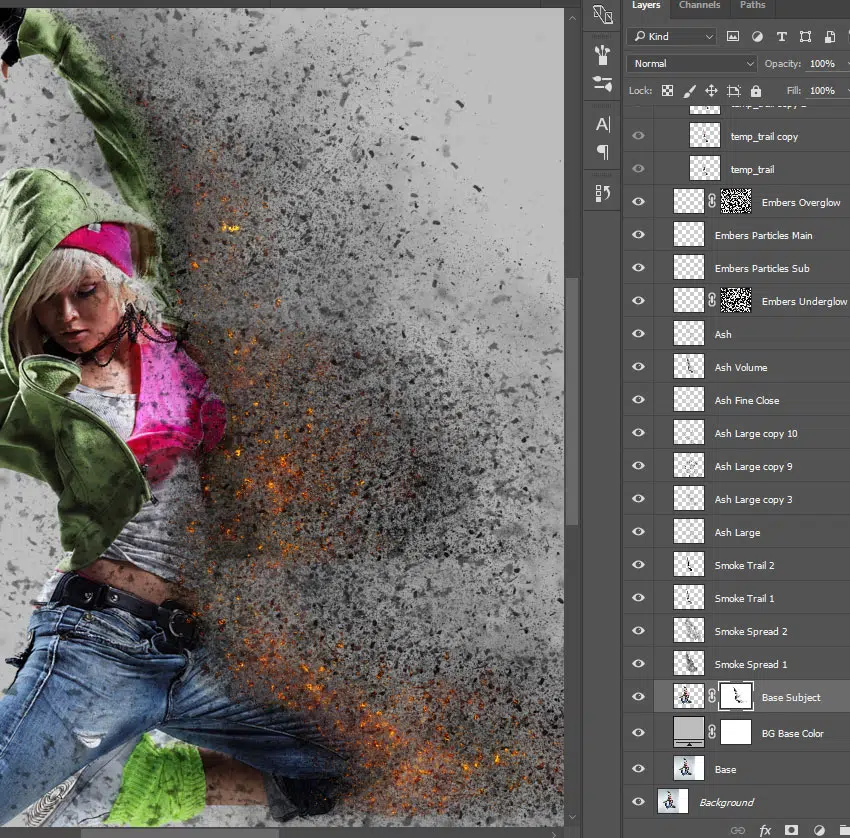 Layers Channels Paths
Kind
Normal Opacity: 100%
Lock: Fill: 100%
temp_trail copy
temp_trail
Embers Overglow
Embers Particles Main
Embers Particles Sub
Embers Underglow
Ash
Ash Volume
Ash Fine Close
Ash Large copy 10
Ash Large copy 9
Ash Large copy 3
Ash Large
Smoke Trail 2
Smoke Trail 1
Smoke Spread 2
Smoke Spread 1
Base Subject
BG Base Color
Base
Background
fx